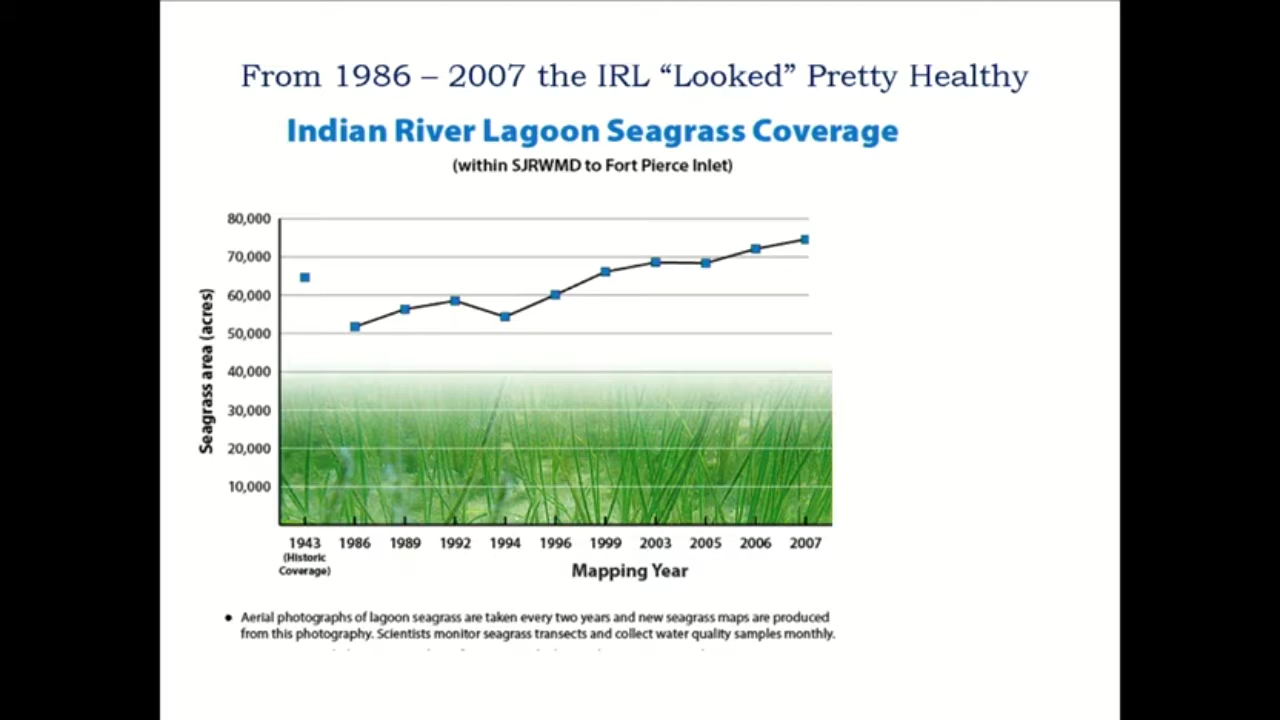 From 1986 – 2007 the IRL “Looked” Pretty Healthy
Indian River Lagoon Seagrass Coverage
(within SJRWMD to Fort Pierce Inlet)
Seagrass area (acres)
80,000
70,000
60,000
50,000
40,000
30,000
20,000
10,000
1943 1986 1989 1992 1994 1996 1999 2003 2005 2006 2007
(Historic
Coverage)
Mapping Year
• Aerial photographs of lagoon seagrass are taken every two years and new seagrass maps are produced
from this photography. Scientists monitor seagrass transects and collect water quality samples monthly.